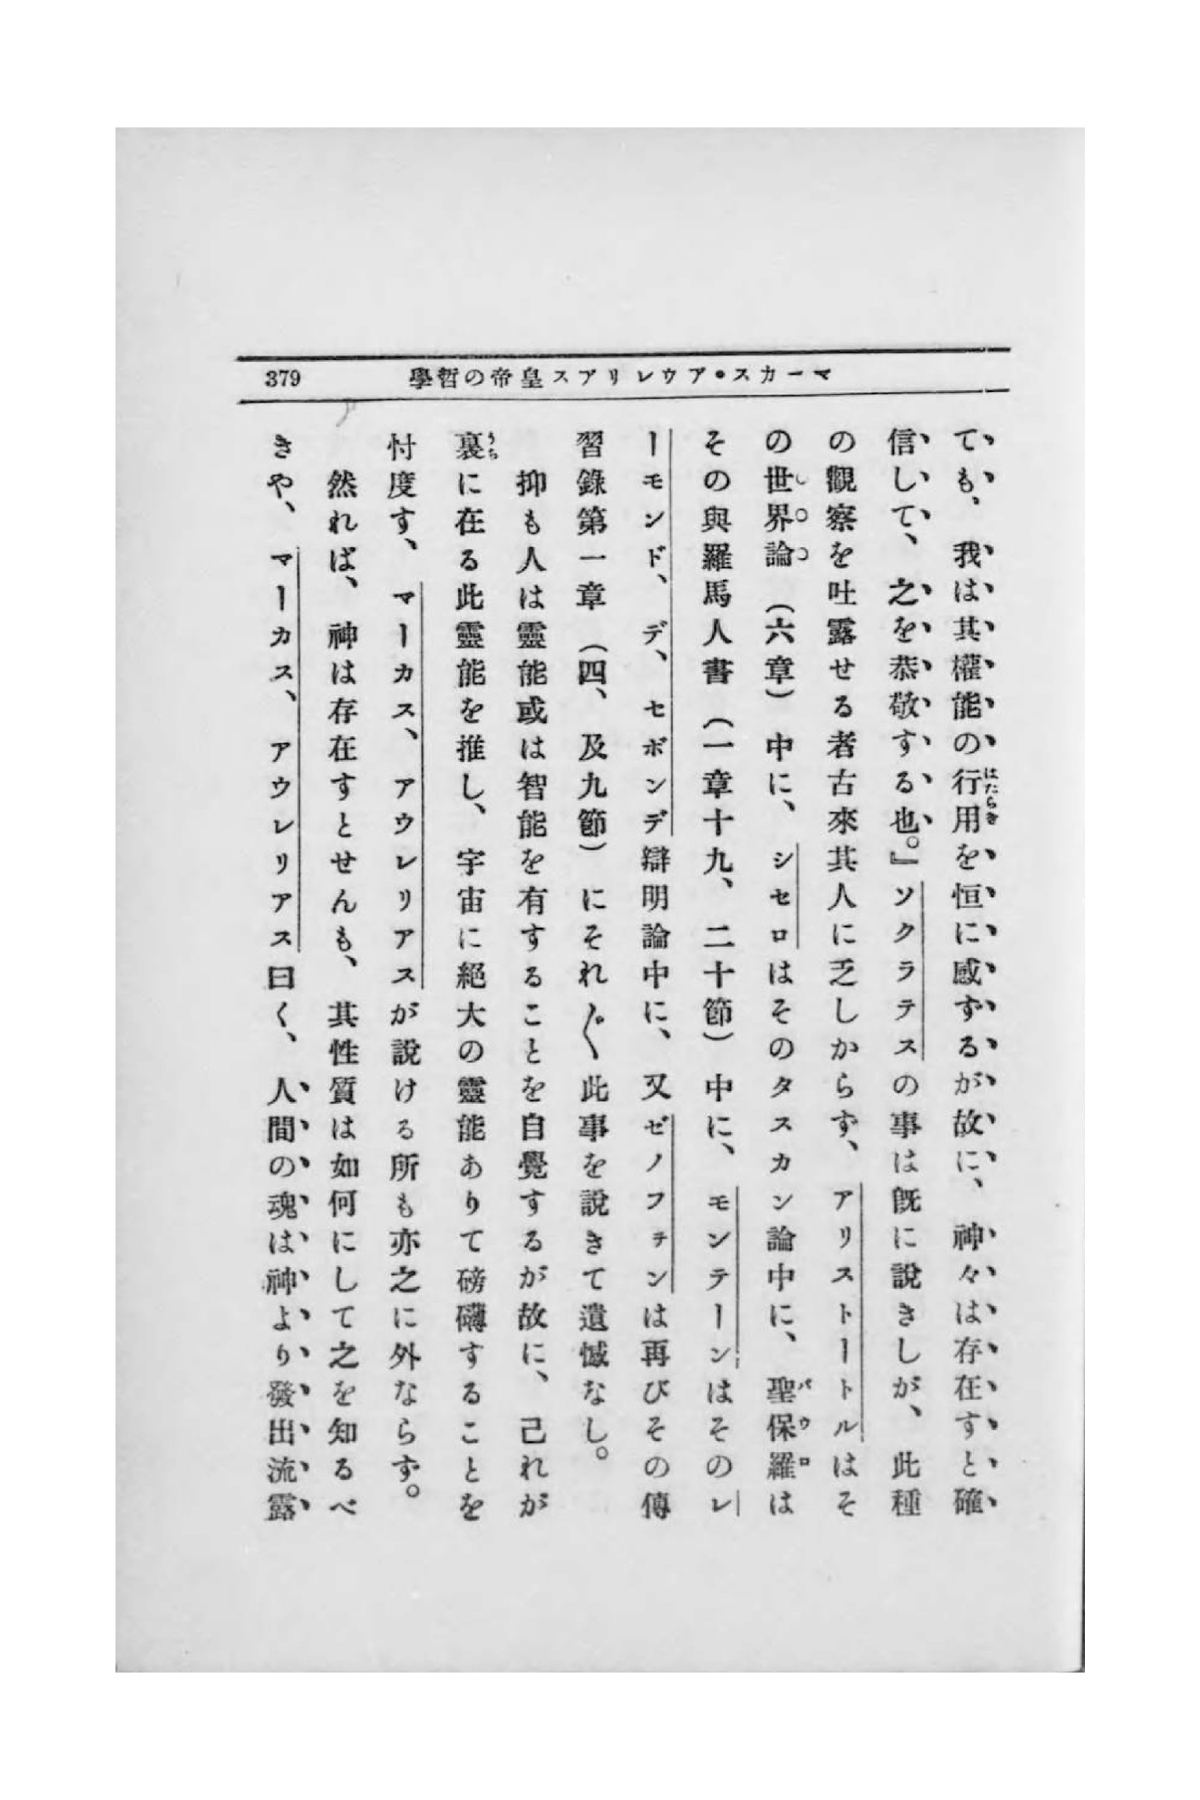 マーカス・アウレリアス皇帝の哲學
379
ても、我は其權能の行用を恒に感ずるが故に、神々は存在すと確
信して、之を恭敬する也。』ソクラテスの事は既に說きしが、此種
の觀察を吐露せる者古來其人に乏しからず、アリストートルはそ
の世界論(六章)中に、シセロはそのタスカン論中に、聖保羅は
その與羅馬人書(一章十九、二十節)中に、モンテーンはそのレ
ーモンド、デ、セボンデ辯明論中に、又ゼノフヲンは再びその傳
習錄第一章(四、及九節)にそれ〴〵此事を說きて遺憾なし。
抑も人は靈能或は智能を有することを自覺するが故に、己れが
裏に在る此靈能を推し、宇宙に絕大の靈能ありて磅礴することを
忖度す、マーカス、アウレリアスが說ける所も亦之に外ならず。
然れば、神は存在すとせんも、其性質は如何にして之を知るべ
きや、マーカス、アウレリアス曰く、人間の魂は神より發出流露